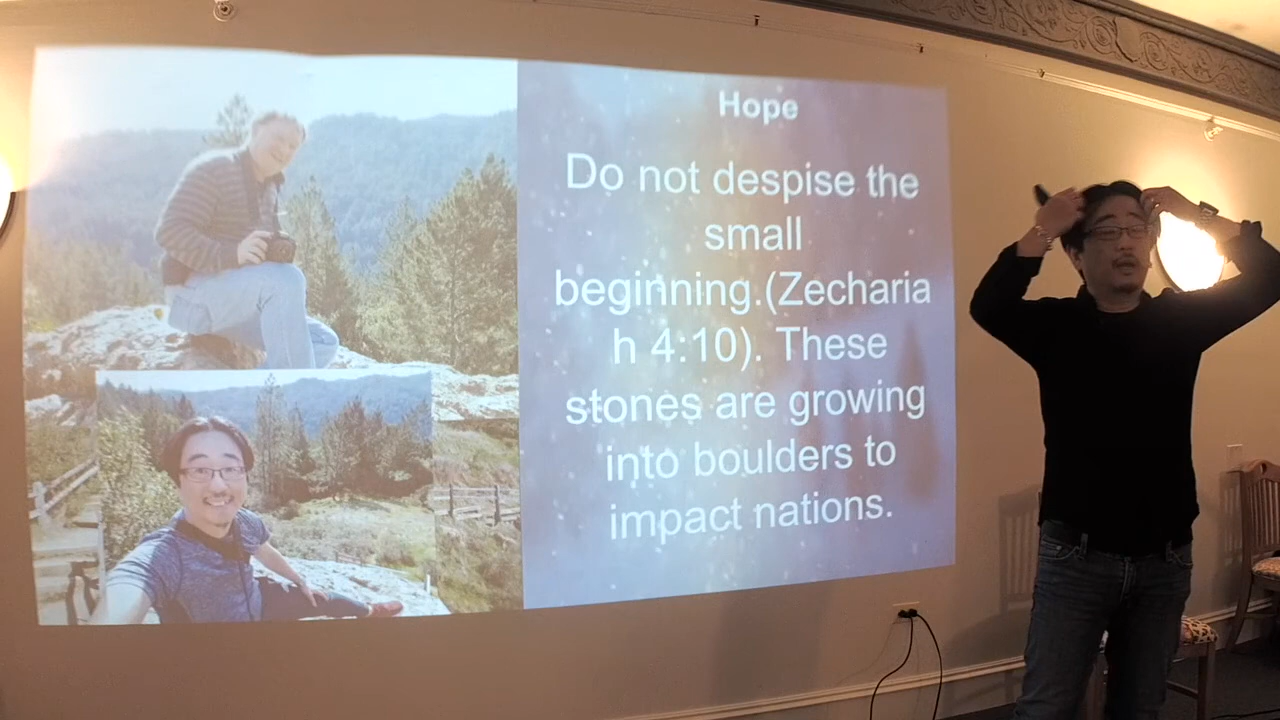 Hope
Do not despise the
small
beginning.(Zecharia
h 4:10). These
stones are growing
into boulders to
impact nations.